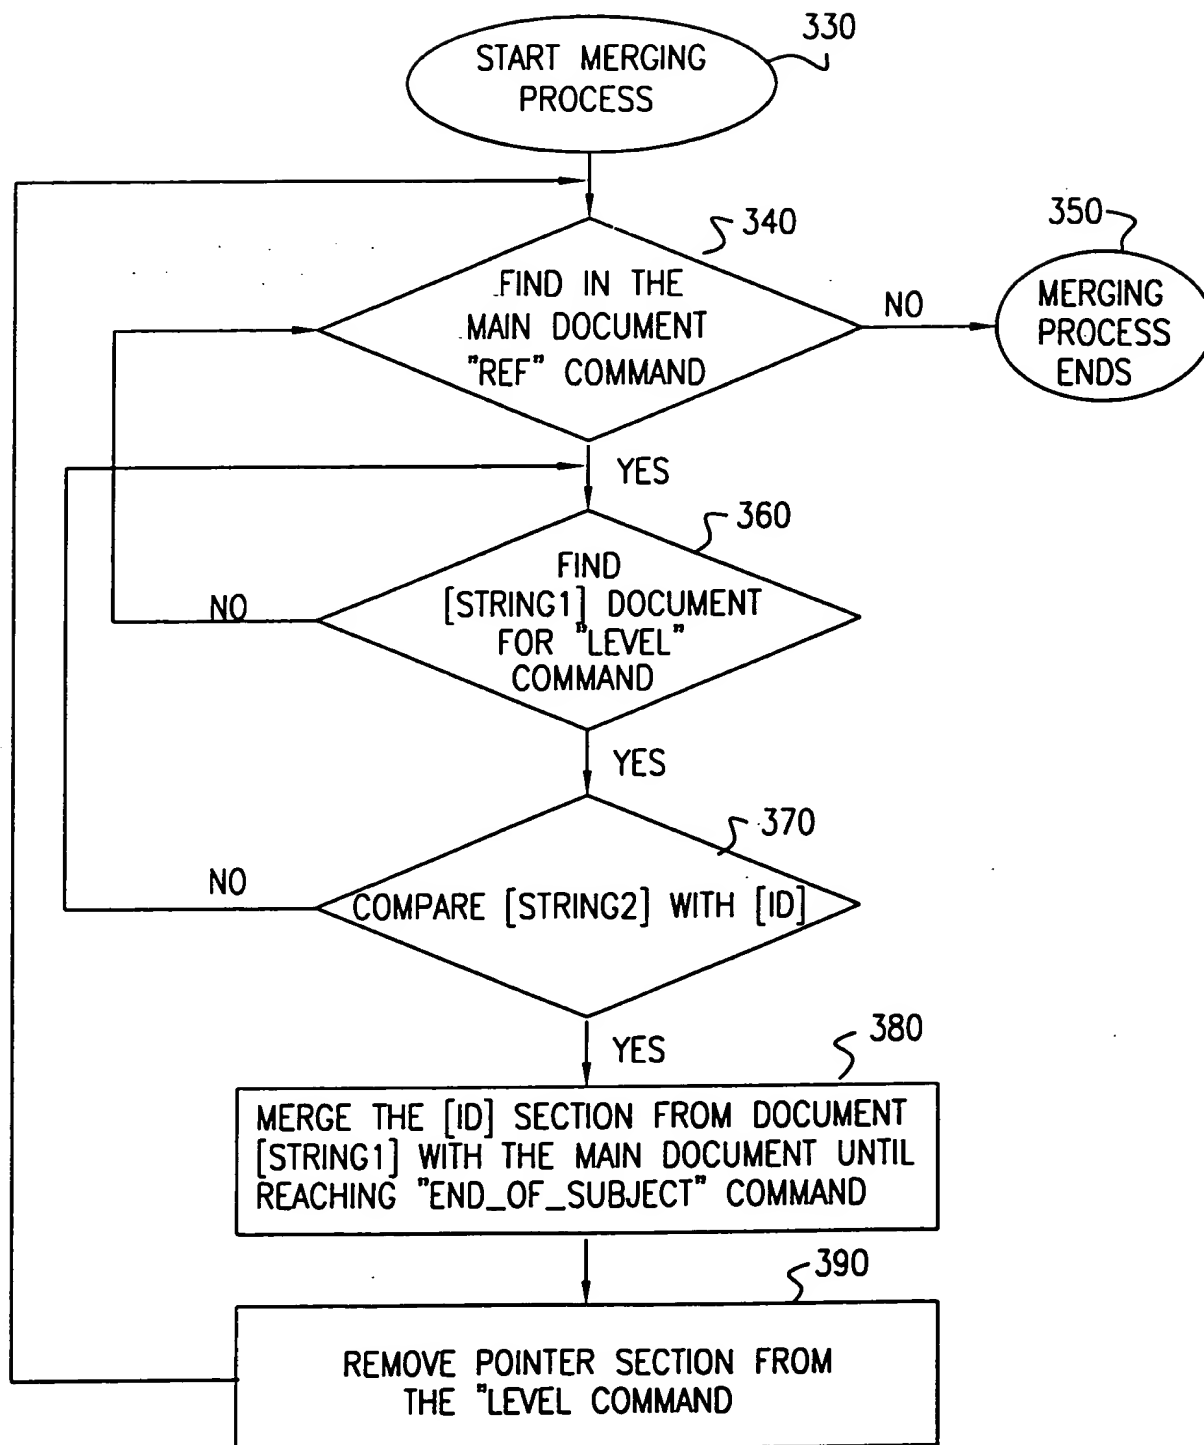 330
START MERGING
PROCESS
340
FIND IN THE
MAIN DOCUMENT
"REF" COMMAND
NO
350
MERGING
PROCESS
ENDS
YES
360
FIND
[STRING1] DOCUMENT
FOR "LEVEL"
COMMAND
NO
YES
370
COMPARE [STRING2] WITH [ID]
NO
YES
380
MERGE THE [ID] SECTION FROM DOCUMENT
[STRING1] WITH THE MAIN DOCUMENT UNTIL
REACHING "END_OF_SUBJECT" COMMAND
390
REMOVE POINTER SECTION FROM
THE "LEVEL COMMAND